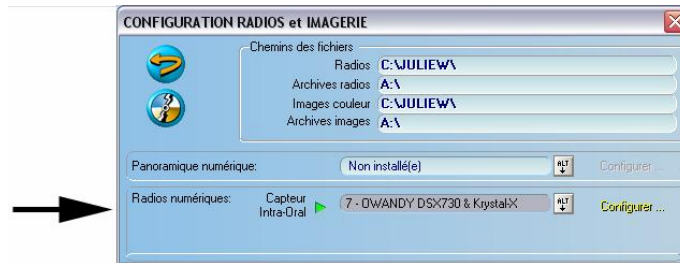 CONFIGURATION RADIOS et IMAGERIE
Chemins des fichiers
Radios C:\JULIEW\
Archives radios A:\
Images couleur C:\JULIEW\
Archives images A:\
Panoramique numérique: Non installé(e) ALT Configurer ...
Radios numériques: Capteur Intra-Oral 7 - OWANDY DSX730 & Krystal-X ALT Configurer ...